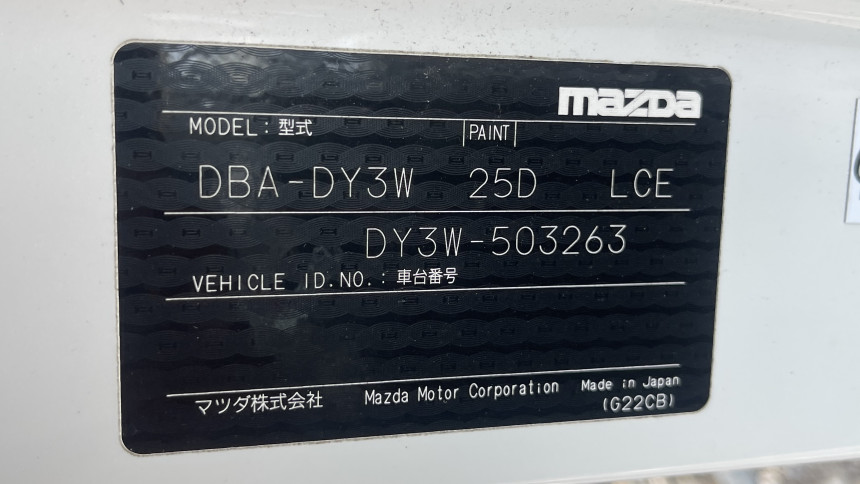 mazda
MODEL: 型式 |PAINT|
DBA-DY3W 25D LCE
DY3W-503263
VEHICLE ID.NO.: 車台番号
マツダ株式会社 Mazda Motor Corporation Made in Japan
(G22CB)